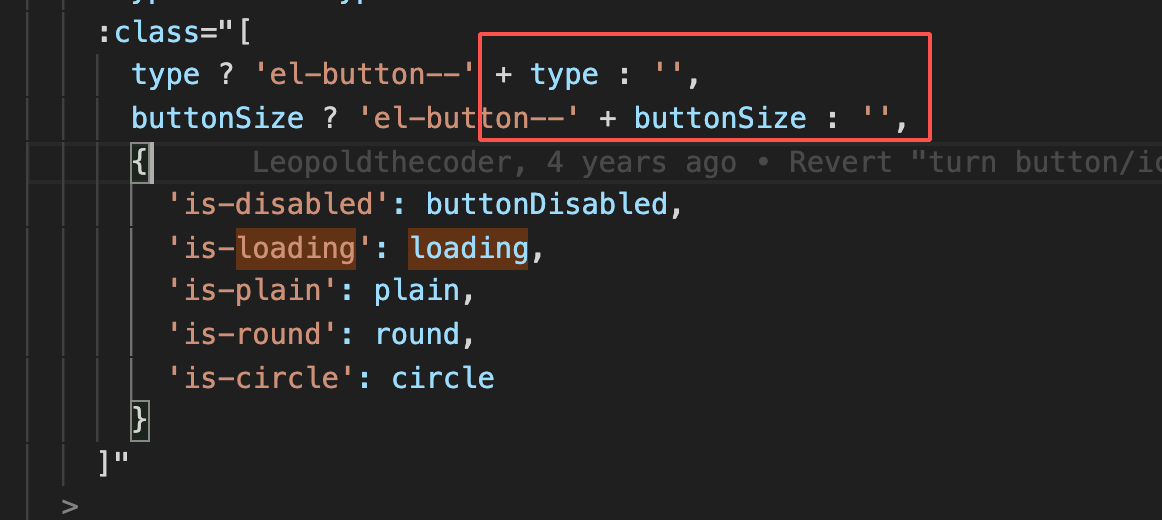 :class="[
type ? 'el-button--' + type : '',
buttonSize ? 'el-button--' + buttonSize : '',
{ Leopoldthecoder, 4 years ago • Revert "turn button/ic
'is-disabled': buttonDisabled,
'is-loading': loading,
'is-plain': plain,
'is-round': round,
'is-circle': circle
}
]"
>